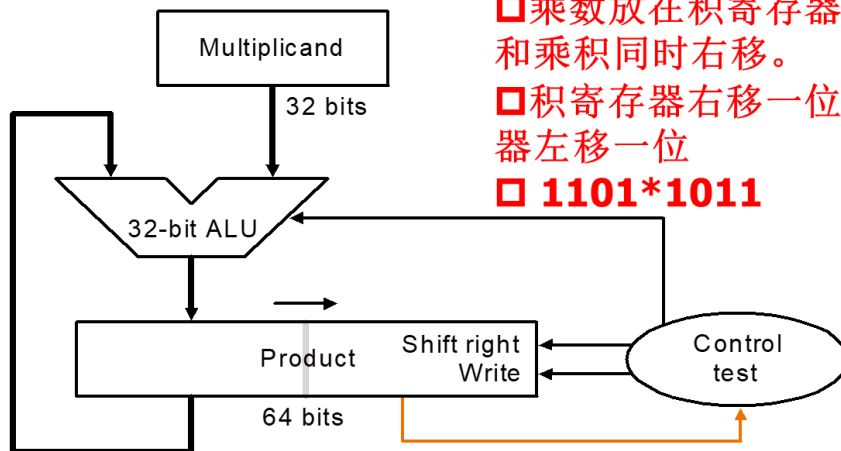 Multiplicand
32 bits
32-bit ALU
Product
Shift right
Write
64 bits
Control
test
乘数放在积寄存器
和乘积同时右移。
积寄存器右移一位
器左移一位
1101*1011